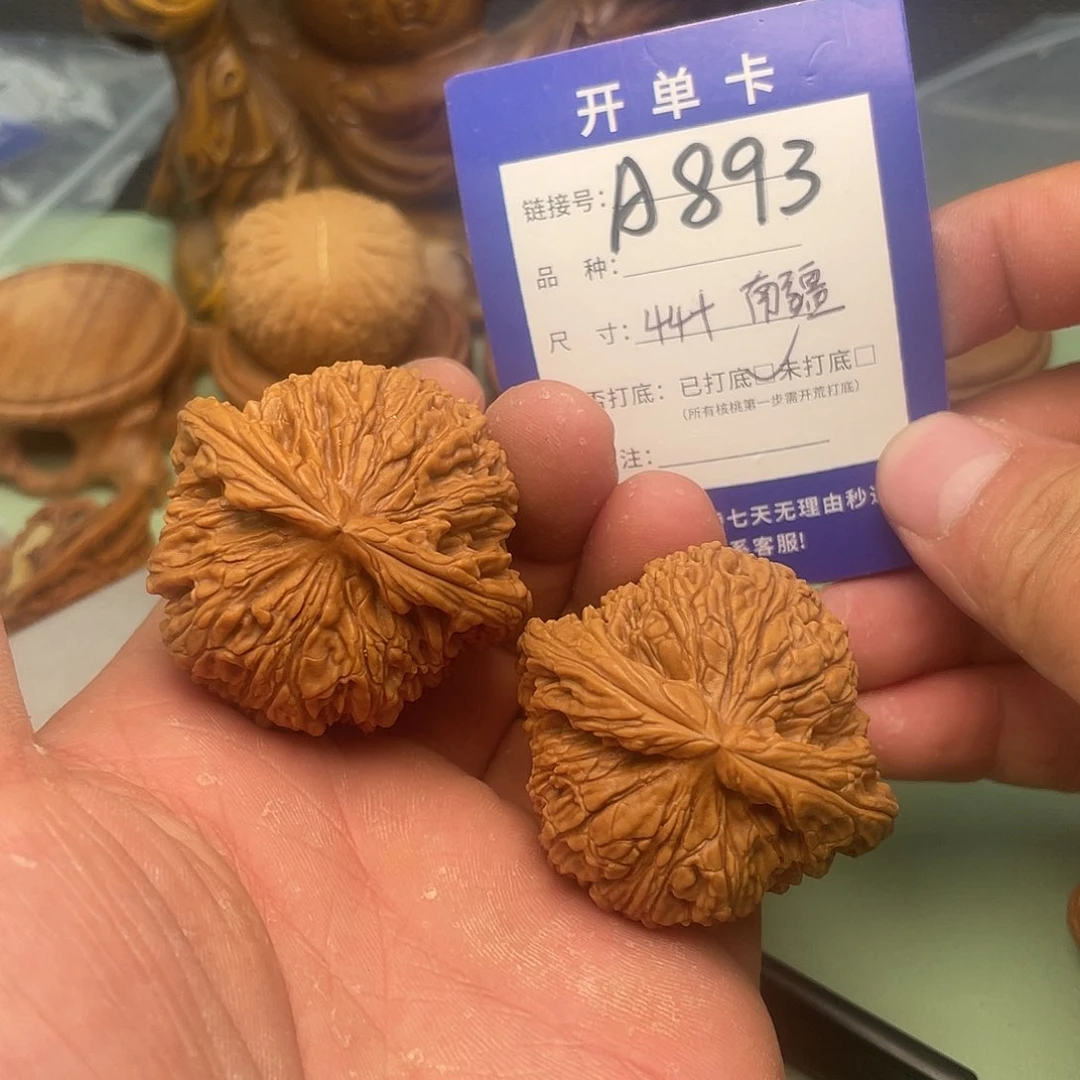 开单卡
链接号：A893
品 种：
尺 寸：44+ 南疆
否打底：已打底☑未打底□
（所有核桃第一步需开荒打底）
注：
七天无理由秒
系客服！